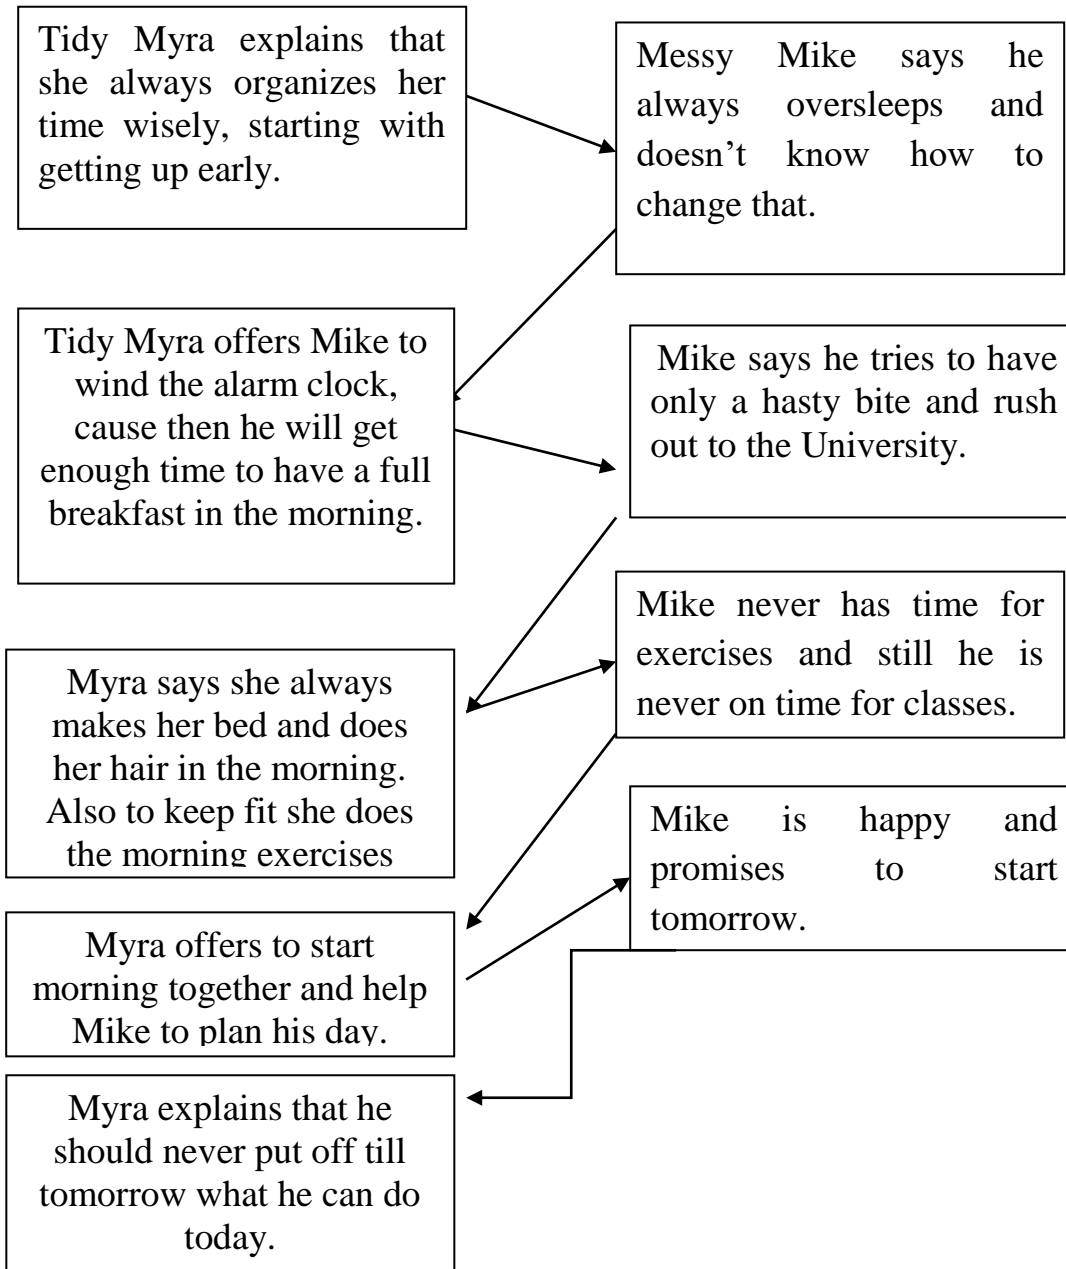 Tidy Myra explains that
she always organizes her
time wisely, starting with
getting up early.
Messy Mike says he
always oversleeps and
doesn’t know how to
change that.
Tidy Myra offers Mike to
wind the alarm clock,
cause then he will get
enough time to have a full
breakfast in the morning.
Mike says he tries to have
only a hasty bite and rush
out to the University.
Myra says she always
makes her bed and does
her hair in the morning.
Also to keep fit she does
the morning exercises
Mike never has time for
exercises and still he is
never on time for classes.
Myra offers to start
morning together and help
Mike to plan his day.
Mike is happy and
promises to start
tomorrow.
Myra explains that he
should never put off till
tomorrow what he can do
today.